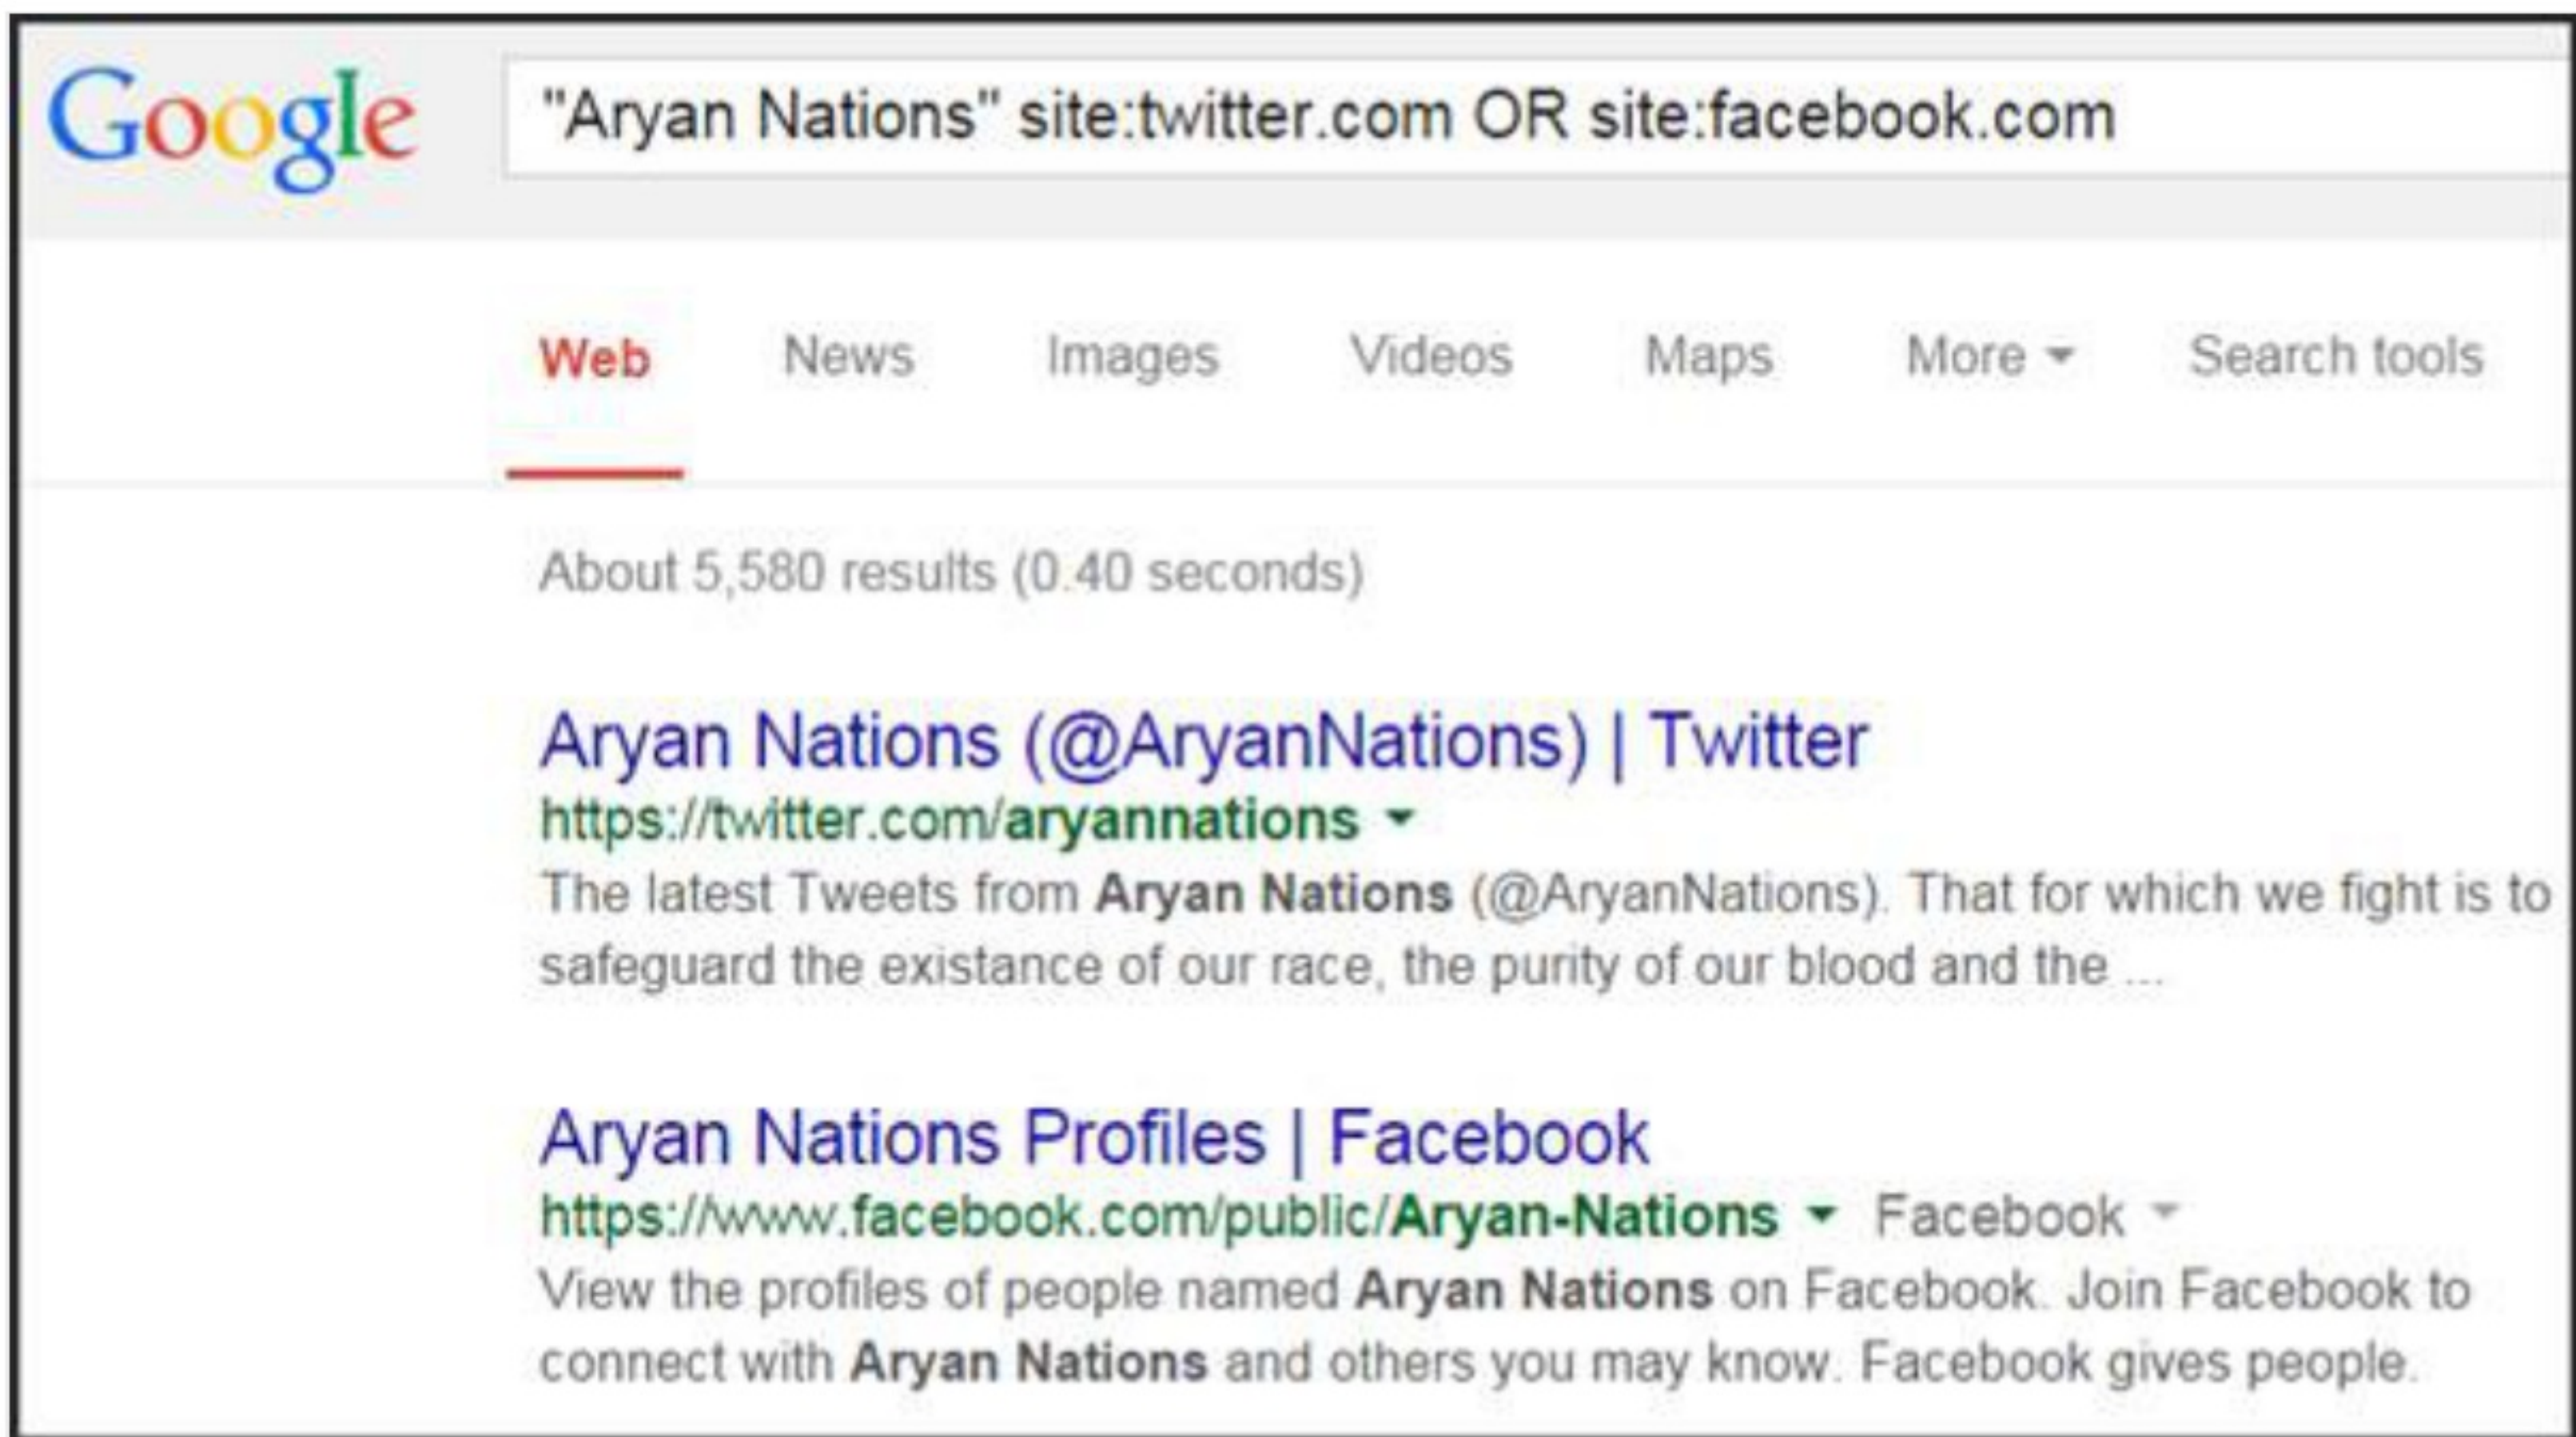 Google
"Aryan Nations" site:twitter.com OR site:facebook.com
Web News Images Videos Maps More Search tools
About 5,580 results (0.40 seconds)
Aryan Nations (@AryanNations) | Twitter
https://twitter.com/aryannations
The latest Tweets from Aryan Nations (@AryanNations). That for which we fight is to
safeguard the existance of our race, the purity of our blood and the ...
Aryan Nations Profiles | Facebook
https://www.facebook.com/public/Aryan-Nations Facebook
View the profiles of people named Aryan Nations on Facebook. Join Facebook to
connect with Aryan Nations and others you may know. Facebook gives people.